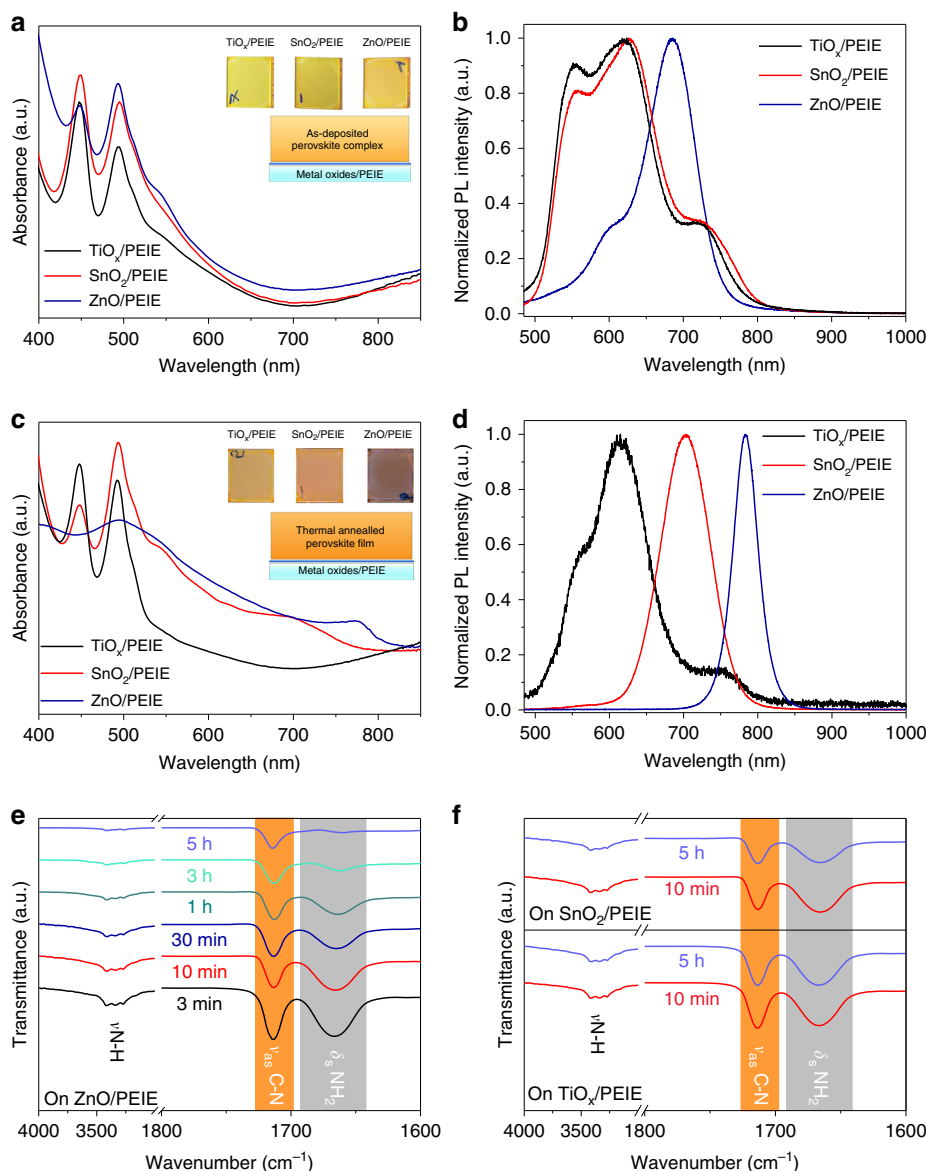 a
TiOx/PEIE SnO2/PEIE ZnO/PEIE
As-deposited
perovskite complex
Metal oxides/PEIE
TiOx/PEIE
SnO2/PEIE
ZnO/PEIE
Absorbance (a.u.)
400 500 600 700 800
Wavelength (nm)
b
1.0
0.8
0.6
0.4
0.2
0.0
TiOx/PEIE
SnO2/PEIE
ZnO/PEIE
Normalized PL intensity (a.u.)
500 600 700 800 900 1000
Wavelength (nm)
c
TiOx/PEIE SnO2/PEIE ZnO/PEIE
Thermal annealled
perovskite film
Metal oxides/PEIE
TiOx/PEIE
SnO2/PEIE
ZnO/PEIE
Absorbance (a.u.)
400 500 600 700 800
Wavelength (nm)
d
1.0
0.8
0.6
0.4
0.2
0.0
TiOx/PEIE
SnO2/PEIE
ZnO/PEIE
Normalized PL intensity (a.u.)
500 600 700 800 900 1000
Wavelength (nm)
e
5 h
3 h
1 h
30 min
10 min
3 min
νN-H
νas C-N
δs NH2
On ZnO/PEIE
Transmittance (a.u.)
4000 3500 1800 1700 1600
Wavenumber (cm−1)
f
5 h
10 min
On SnO2/PEIE
5 h
10 min
νN-H
νas C-N
δs NH2
On TiOx/PEIE
Transmittance (a.u.)
4000 3500 1800 1700 1600
Wavenumber (cm−1)